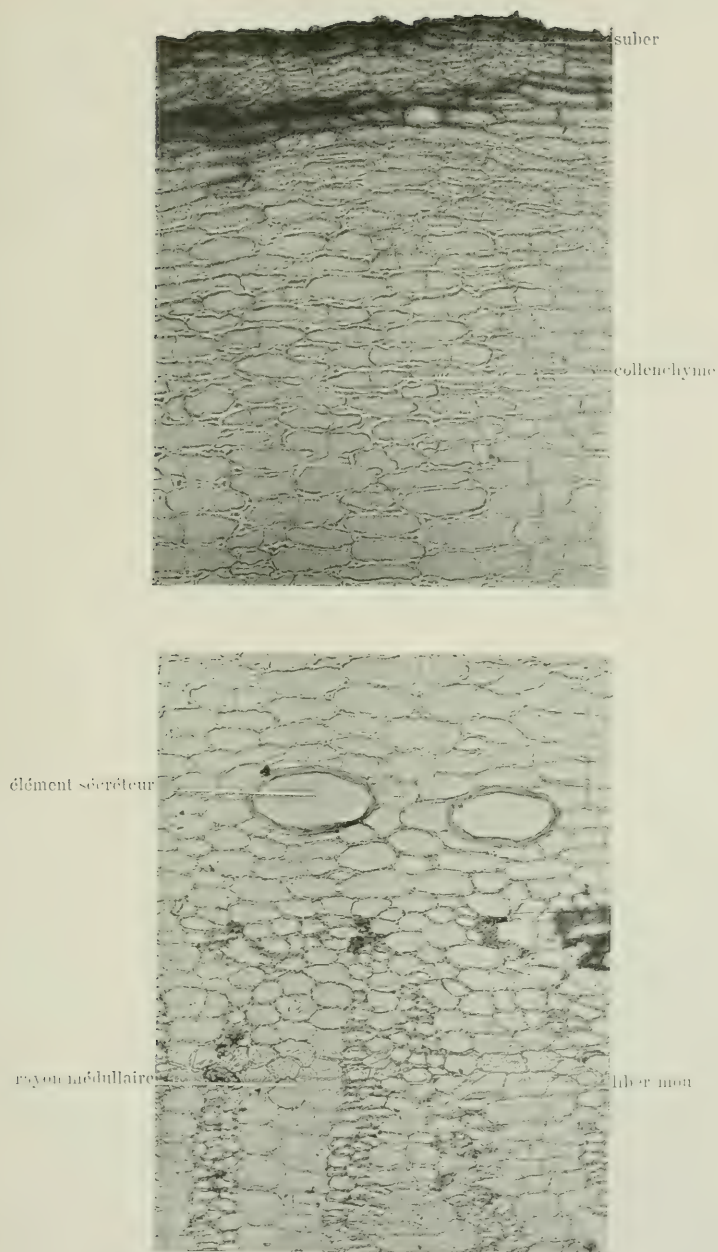 suber
collenchyme
élément sécréteur
rayon médullaire
liber mou